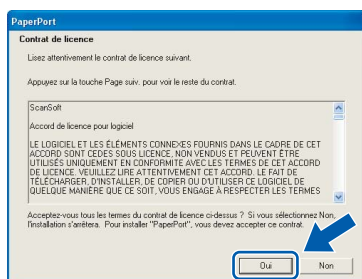 PaperPort
Contrat de licence
Lisez attentivement le contrat de licence suivant.
Appuyez sur la touche Page suiv. pour voir le reste du contrat.
ScanSoft
Accord de licence pour logiciel
LE LOGICIEL ET LES ÉLÉMENTS CONNEXES FOURNIS DANS LE CADRE DE CET
ACCORD SONT CEDES SOUS LICENCE, NON VENDUS ET PEUVENT ÊTRE
UTILISÉS UNIQUEMENT EN CONFORMITE AVEC LES TERMES DE CET ACCORD
DE LICENCE. VEUILLEZ LIRE ATTENTIVEMENT CET ACCORD. LE FAIT DE
TÉLÉCHARGER, D'INSTALLER, DE COPIER OU D'UTILISER CE LOGICIEL DE
QUELQUE MANIÈRE QUE CE SOIT, VOUS ENGAGE À RESPECTER LES TERMES
Acceptez-vous tous les termes du contrat de licence ci-dessus ? Si vous sélectionnez Non,
l'installation s'arrêtera. Pour installer "PaperPort", vous devez accepter ce contrat.
Oui
Non